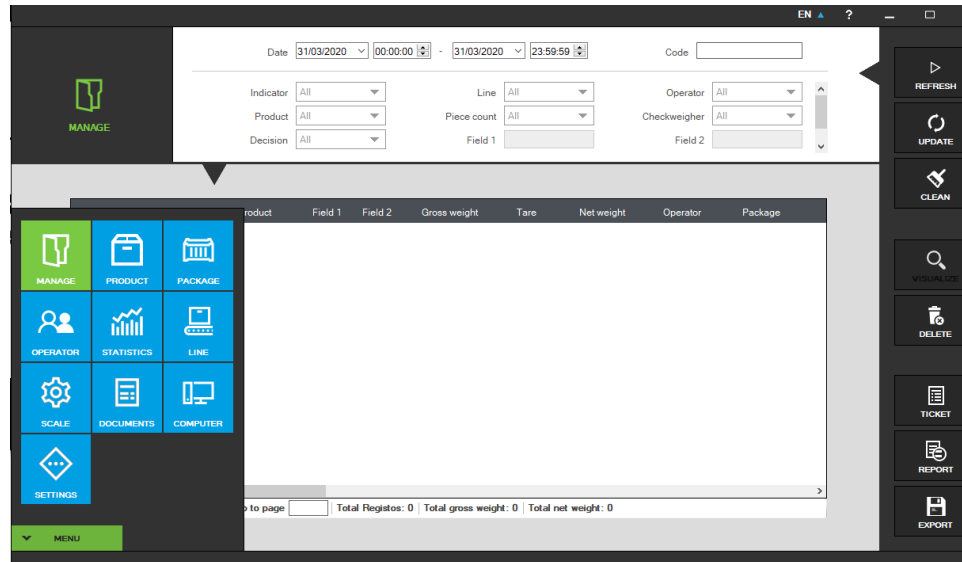 EN ?
MANAGE
Date 31/03/2020 00:00:00 - 31/03/2020 23:59:59 Code
Indicator All Line All Operator All
Product All Piece count All Checkweigher All
Decision All Field 1 Field 2
REFRESH
UPDATE
CLEAN
VISUALIZE
DELETE
TICKET
REPORT
EXPORT
roduct Field 1 Field 2 Gross weight Tare Net weight Operator Package
MANAGE PRODUCT PACKAGE
OPERATOR STATISTICS LINE
SCALE DOCUMENTS COMPUTER
SETTINGS
to page Total Registos: 0 Total gross weight: 0 Total net weight: 0
MENU